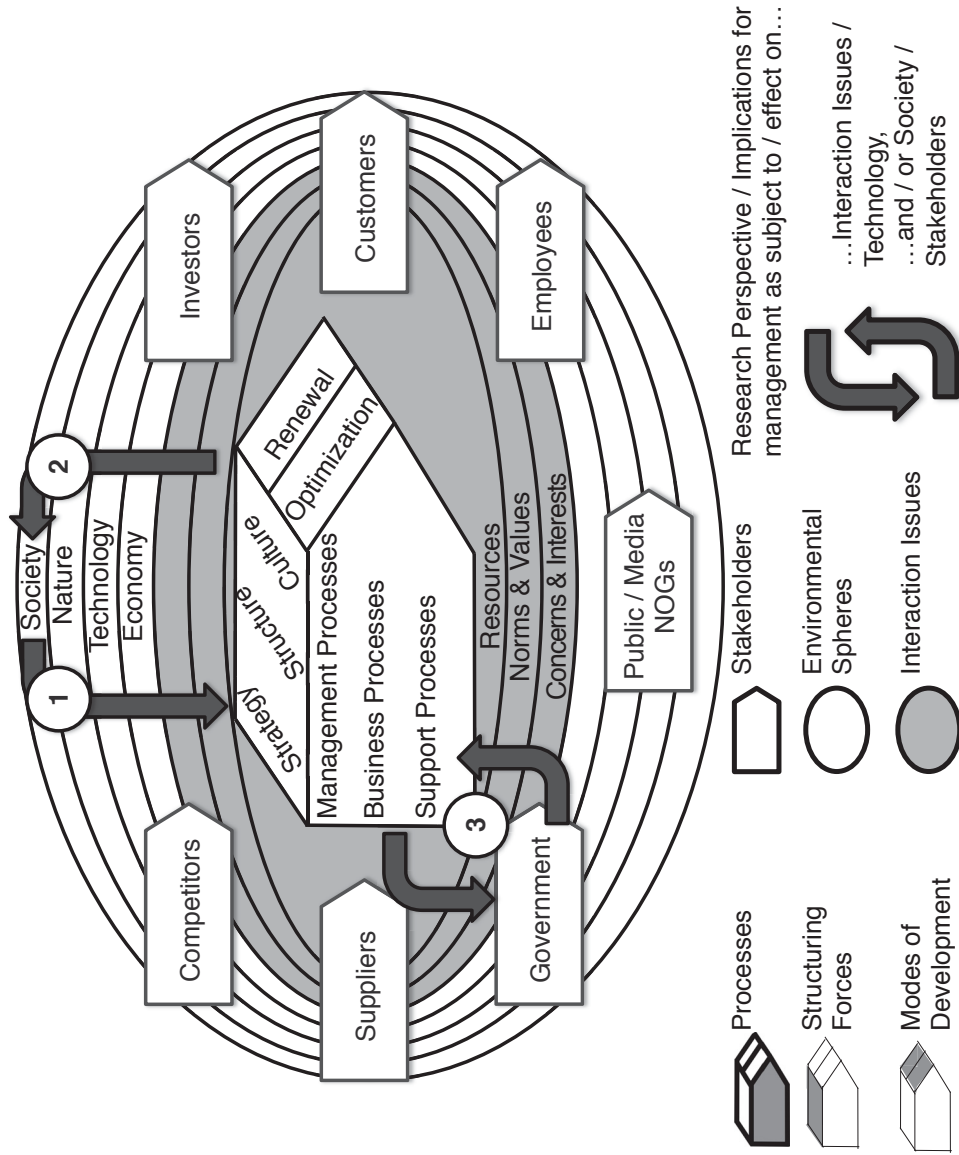 Society
Nature
Technology
Economy
1
2
Competitors
Investors
Suppliers
Customers
Government
Employees
Public / Media
NOGs
Strategy
Structure
Culture
Renewal
Optimization
Management Processes
Business Processes
Support Processes
3
Resources
Norms & Values
Concerns & Interests
Processes
Structuring
Forces
Modes of
Development
Stakeholders
Environmental
Spheres
Interaction Issues
Research Perspective / Implications for
management as subject to / effect on…
…Interaction Issues /
Technology,
…and / or Society /
Stakeholders